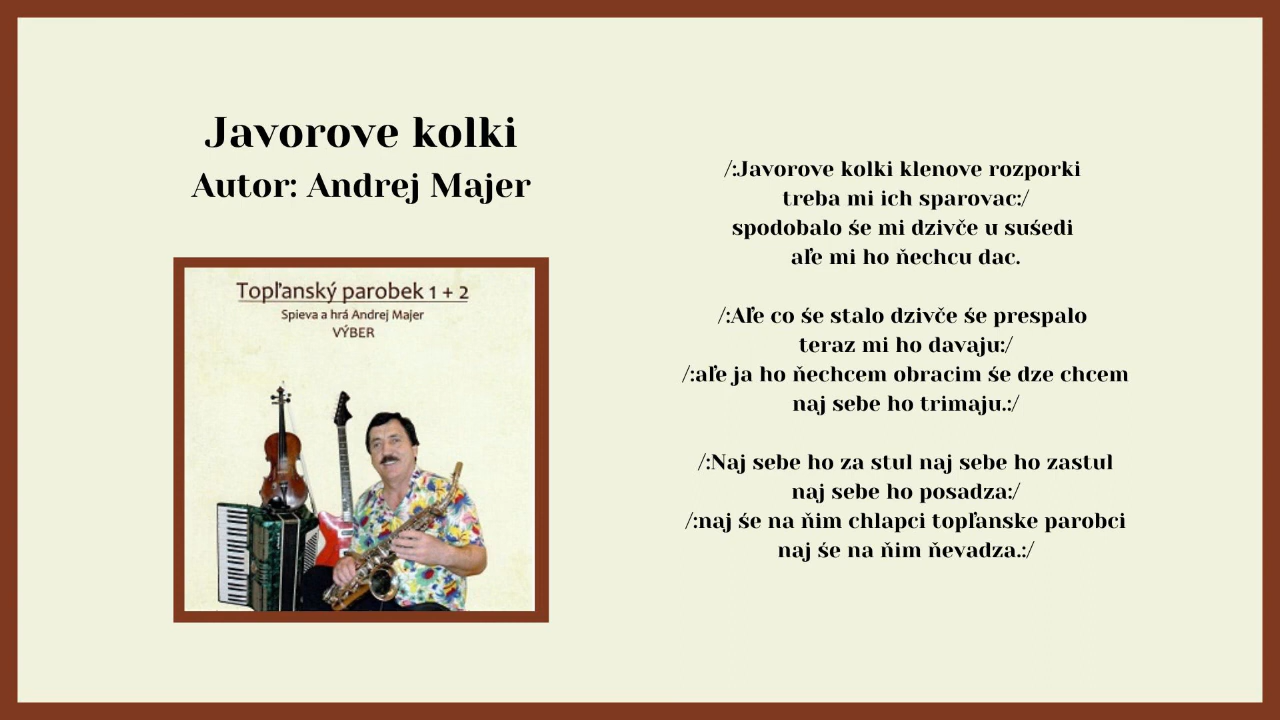 Javorove kolki
Autor: Andrej Majer
Topľanský parobek 1 + 2
Spieva a hrá Andrej Majer
VÝBER
/:Javorove kolki klenove rozporki
treba mi ich sparovac:/
spodobalo śe mi dzivče u suśedi
aľe mi ho ňechcu dac.
/:Aľe co śe stalo dzivče śe prespalo
teraz mi ho davaju:/
/:aľe ja ho ňechcem obracim śe dze chcem
naj sebe ho trimaju.:/
/:Naj sebe ho za stul naj sebe ho zastul
naj sebe ho posadza:/
/:naj śe na ňim chlapci topľanske parobci
naj śe na ňim ňevadza.:/